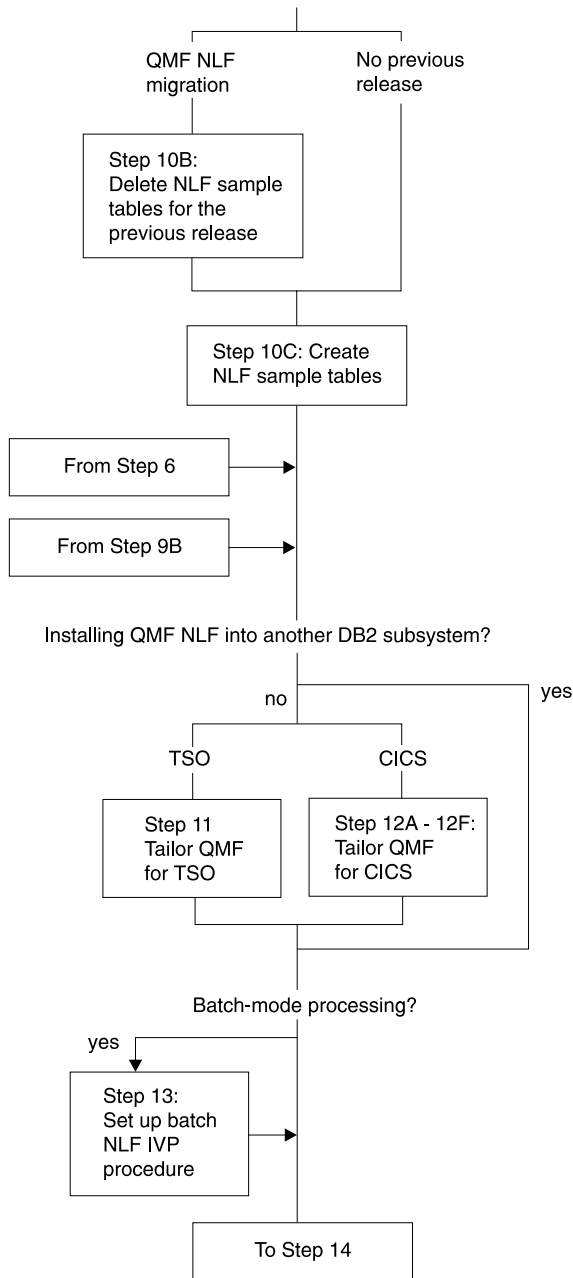 QMF NLF
migration
No previous
release
Step 10B:
Delete NLF sample
tables for the
previous release
Step 10C: Create
NLF sample tables
From Step 6
From Step 9B
Installing QMF NLF into another DB2 subsystem?
no
yes
TSO
CICS
Step 11
Tailor QMF
for TSO
Step 12A - 12F:
Tailor QMF
for CICS
Batch-mode processing?
yes
Step 13:
Set up batch
NLF IVP
procedure
To Step 14